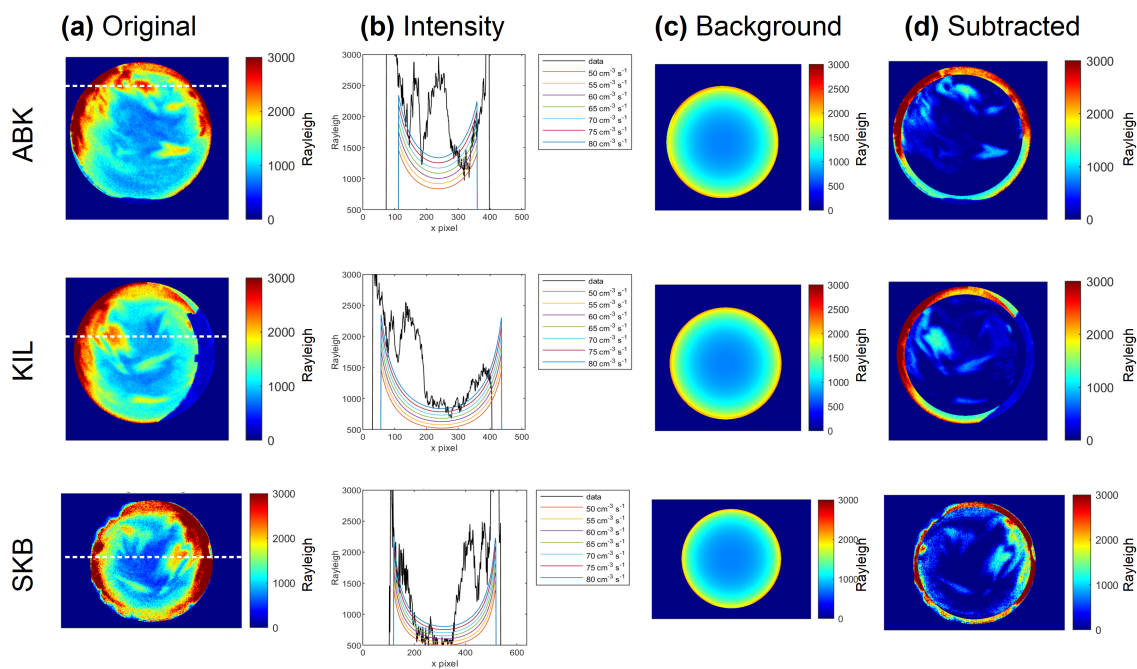 (a) Original
(b) Intensity
(c) Background
(d) Subtracted
ABK
3000
2000
1000
0
Rayleigh
3000
2500
2000
1500
1000
500
Rayleigh
0 100 200 300 400 500
x pixel
data
50 cm⁻³ s⁻¹
55 cm⁻³ s⁻¹
60 cm⁻³ s⁻¹
65 cm⁻³ s⁻¹
70 cm⁻³ s⁻¹
75 cm⁻³ s⁻¹
80 cm⁻³ s⁻¹
3000
2500
2000
1500
1000
500
0
Rayleigh
3000
2000
1000
0
Rayleigh
KIL
3000
2000
1000
0
Rayleigh
3000
2500
2000
1500
1000
500
Rayleigh
0 100 200 300 400 500
x pixel
data
50 cm⁻³ s⁻¹
55 cm⁻³ s⁻¹
60 cm⁻³ s⁻¹
65 cm⁻³ s⁻¹
70 cm⁻³ s⁻¹
75 cm⁻³ s⁻¹
80 cm⁻³ s⁻¹
3000
2500
2000
1500
1000
500
0
Rayleigh
3000
2000
1000
0
Rayleigh
SKB
3000
2000
1000
0
Rayleigh
3000
2500
2000
1500
1000
500
Rayleigh
0 100 200 300 400 500 600
x pixel
data
50 cm⁻³ s⁻¹
55 cm⁻³ s⁻¹
60 cm⁻³ s⁻¹
65 cm⁻³ s⁻¹
70 cm⁻³ s⁻¹
75 cm⁻³ s⁻¹
80 cm⁻³ s⁻¹
3000
2000
1000
0
Rayleigh
3000
2000
1000
0
Rayleigh